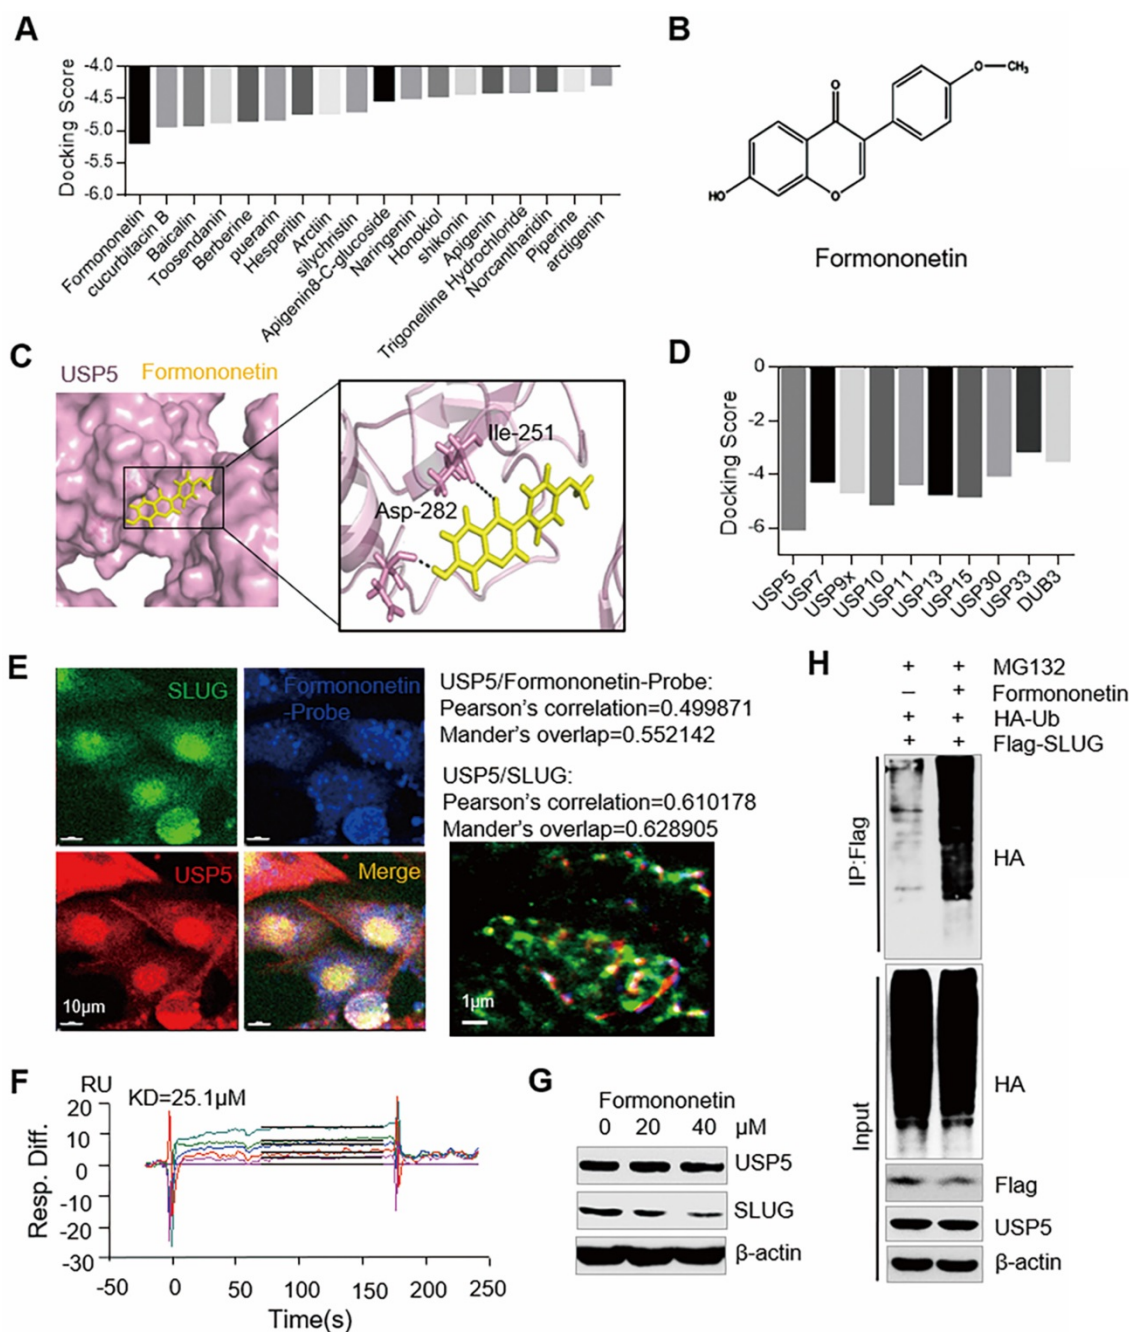 A
Docking Score
-4.0
-4.5
-5.0
-5.5
-6.0
Formononetin
cucurbitacin B
Baicalin
Toosendanin
Berberine
puerarin
Hesperitin
Arctiin
silychristin
Apigenin8-C-glucoside
Naringenin
Honokiol
shikonin
Apigenin
Trigonelline Hydrochloride
Norcantharidin
Piperine
arctigenin
B
O
O
CH₃
HO
O
Formononetin
C
USP5 Formononetin
Ile-251
Asp-282
D
Docking Score
0
-2
-4
-6
USP5
USP7
USP9x
USP10
USP11
USP13
USP15
USP30
USP33
DUB3
E
SLUG
Formononetin
-Probe
USP5
10μm
Merge
USP5/Formononetin-Probe:
Pearson's correlation=0.499871
Mander's overlap=0.552142
USP5/SLUG:
Pearson's correlation=0.610178
Mander's overlap=0.628905
1μm
F
RU
KD=25.1μM
Resp. Diff.
20
10
0
-10
-20
-30
-50 0 50 100 150 200 250
Time(s)
G
Formononetin
0 20 40 μM
USP5
SLUG
β-actin
H
+ + MG132
– + Formononetin
+ + HA-Ub
+ + Flag-SLUG
IP:Flag
HA
Input
HA
Flag
USP5
β-actin